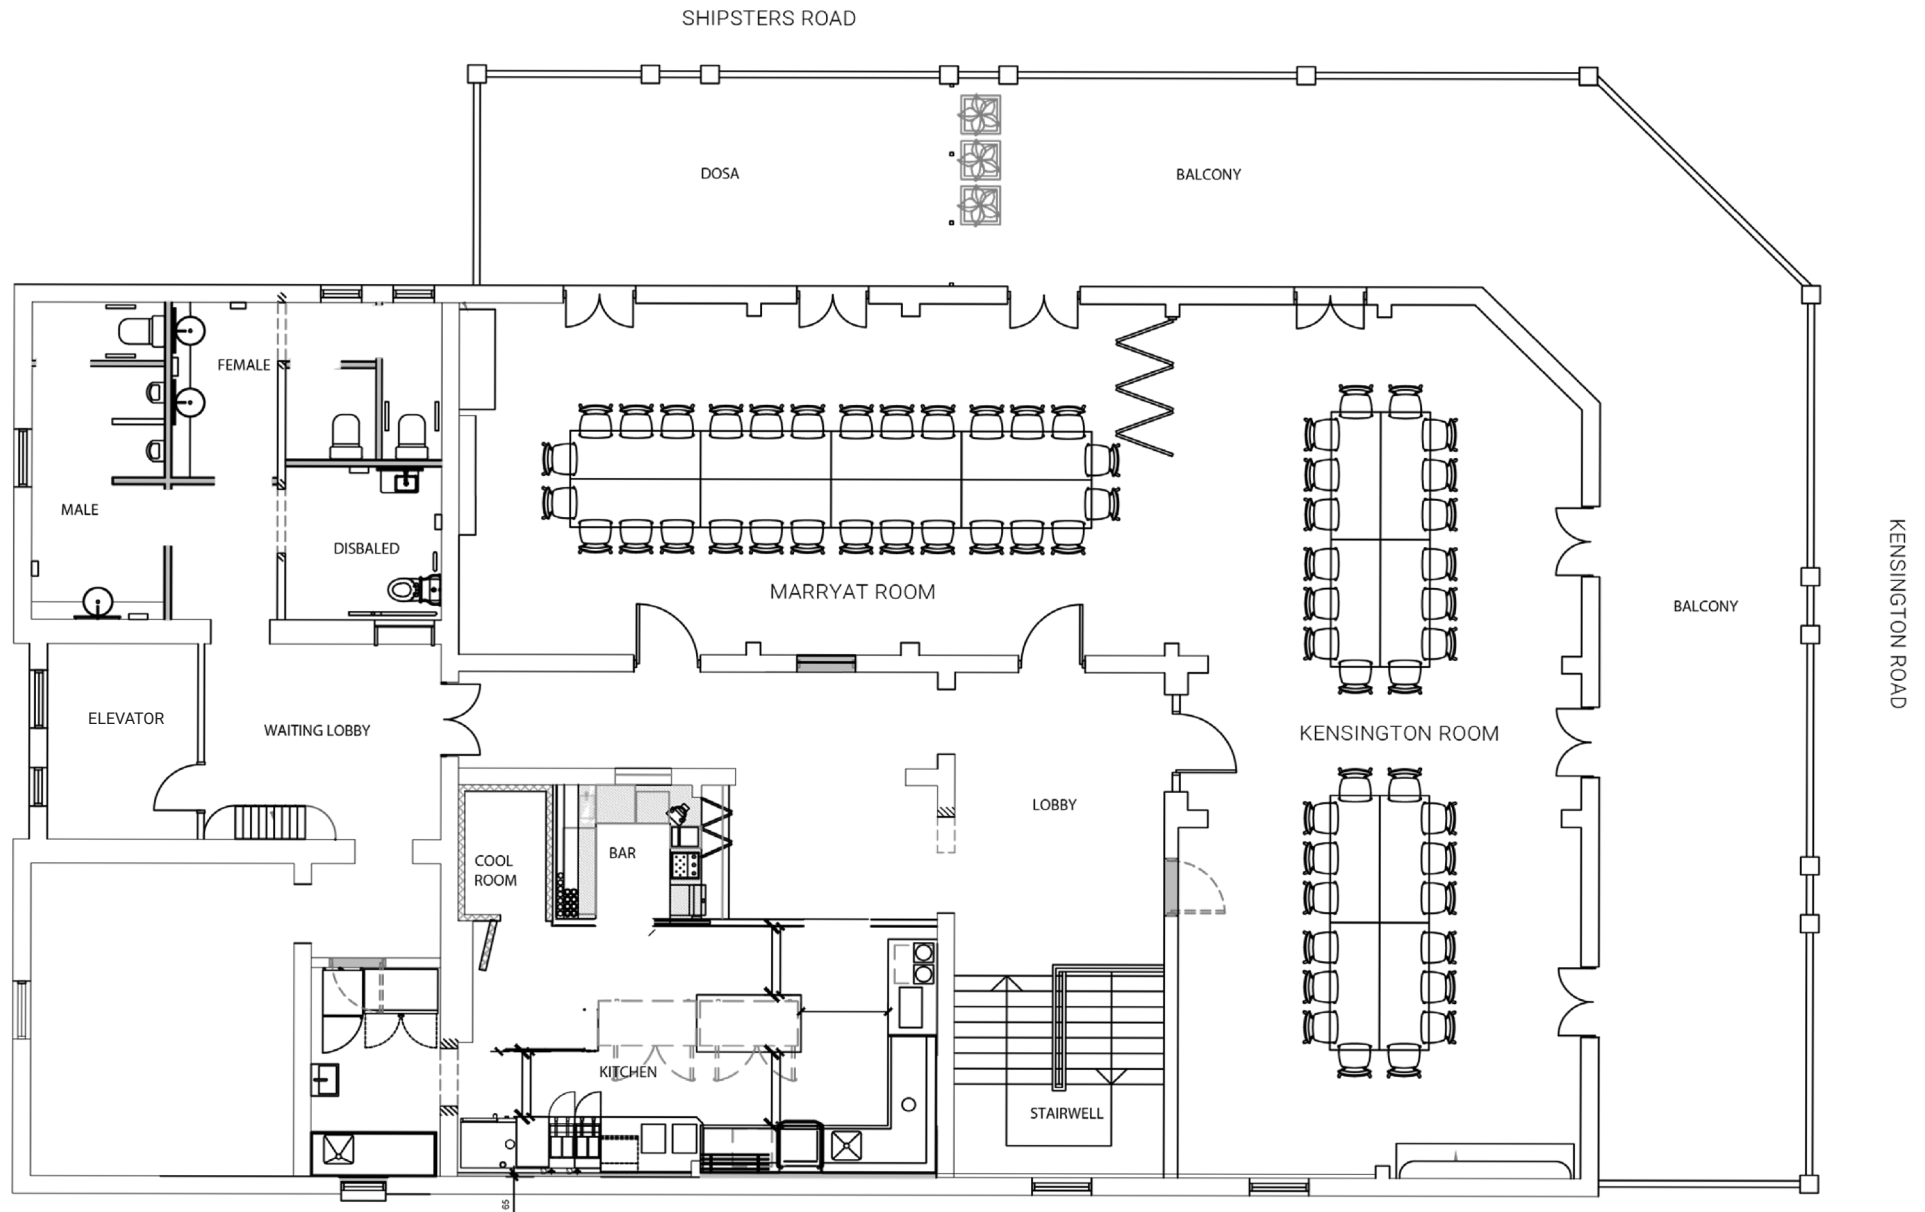 SHIPSTERS ROAD
DOSA
BALCONY
FEMALE
MALE
DISBALED
MARRYAT ROOM
BALCONY
KENSINGTON ROAD
ELEVATOR
WAITING LOBBY
KENSINGTON ROOM
LOBBY
BAR
COOL
ROOM
KITCHEN
STAIRWELL
65